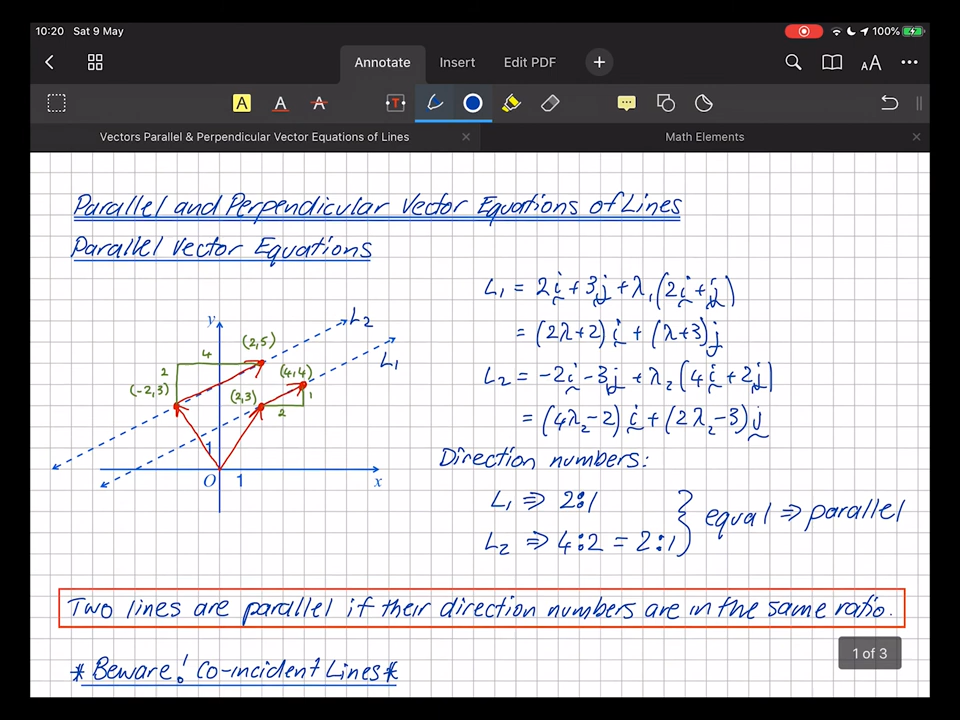 10:20 Sat 9 May 100%
Annotate Insert Edit PDF
A A A T AA
Vectors Parallel & Perpendicular Vector Equations of Lines
Math Elements
Parallel and Perpendicular Vector Equations of Lines
Parallel Vector Equations
L₁ = 2i + 3j + λ₁(2i + j)
= (2λ+2)i + (λ+3)j
L₂ = -2i - 3j + λ₂(4i + 2j)
= (4λ₂-2)i + (2λ₂-3)j
Direction numbers:
L₁ ⇒ 2:1
L₂ ⇒ 4:2 = 2:1
equal ⇒ parallel
y
L₂
(2,5)
4
L₁
2
(4,4)
(-2,3)
(2,3)
1
2
1
O 1 x
Two lines are parallel if their direction numbers are in the same ratio.
1 of 3
*Beware! Co-incident Lines*